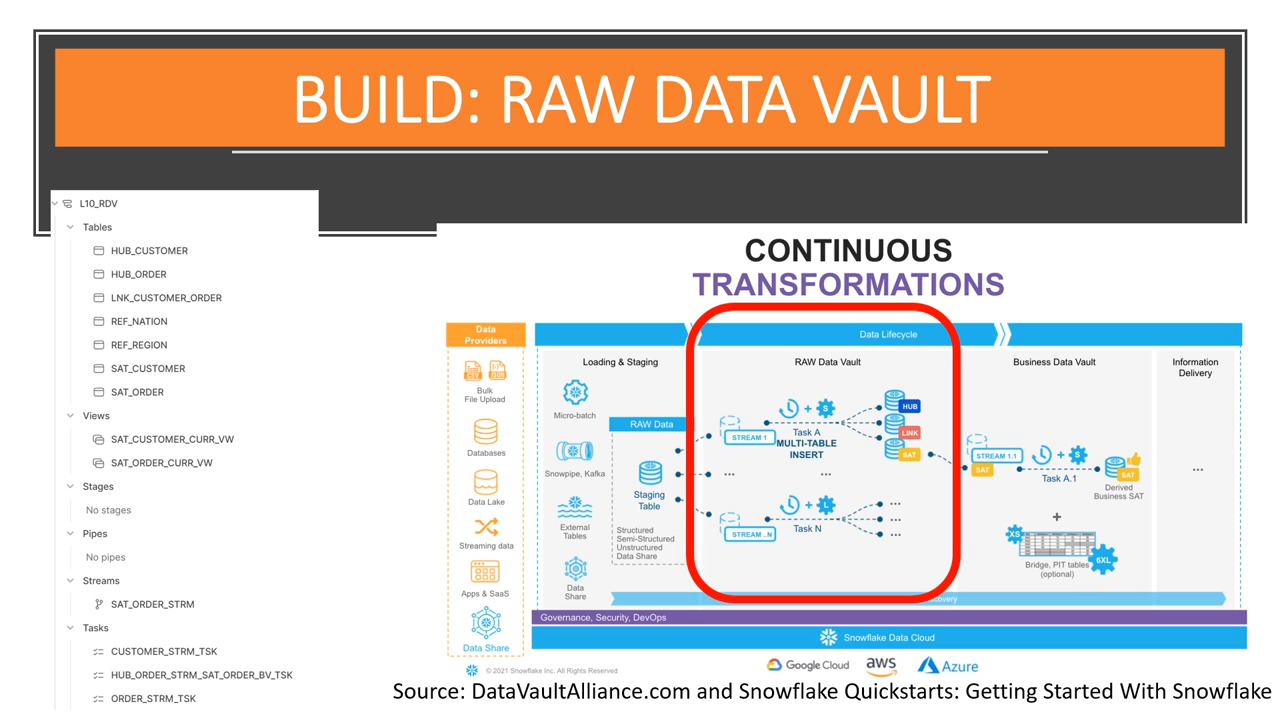 BUILD: RAW DATA VAULT
L10_RDV
Tables
HUB_CUSTOMER
HUB_ORDER
LNK_CUSTOMER_ORDER
REF_NATION
REF_REGION
SAT_CUSTOMER
SAT_ORDER
Views
SAT_CUSTOMER_CURR_VW
SAT_ORDER_CURR_VW
Stages
No stages
Pipes
No pipes
Streams
SAT_ORDER_STRM
Tasks
CUSTOMER_STRM_TSK
HUB_ORDER_STRM_SAT_ORDER_BV_TSK
ORDER_STRM_TSK
CONTINUOUS
TRANSFORMATIONS
Data
Providers
Bulk
File Upload
Databases
Data Lake
Streaming data
Apps & SaaS
Data Share
Data Lifecycle
Loading & Staging
Micro-batch
Snowpipe, Kafka
External
Tables
Data
Share
RAW Data
Staging
Table
Structured
Semi-Structured
Unstructured
Data Share
RAW Data Vault
STREAM 1
+ S
Task A
MULTI-TABLE
INSERT
HUB
LINK
SAT
...
...
STREAM ..N
+ L
Task N
...
...
...
Business Data Vault
STREAM 1.1
SAT
+ S
Task A.1
SAT
Derived
Business SAT
+
XS
6XL
Bridge, PIT tables
(optional)
Information
Delivery
...
Governance, Security, DevOps
Snowflake Data Cloud
© 2021 Snowflake Inc. All Rights Reserved
Google Cloud
aws
Azure
Source: DataVaultAlliance.com and Snowflake Quickstarts: Getting Started With Snowflake